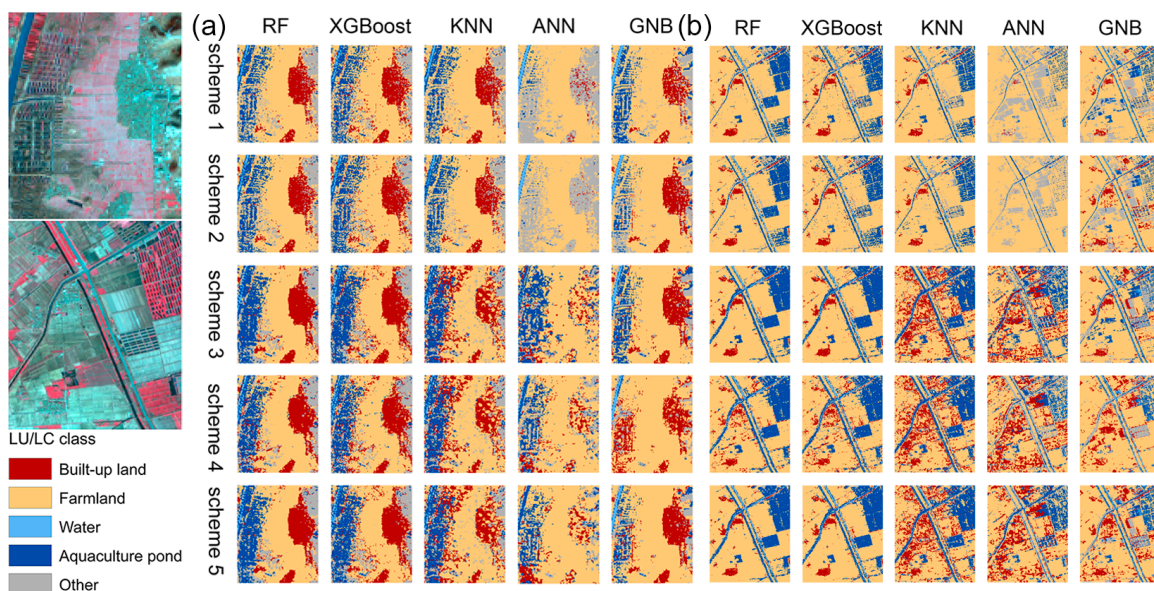 (a)
RF XGBoost KNN ANN GNB
(b)
RF XGBoost KNN ANN GNB
scheme 1
scheme 2
scheme 3
scheme 4
scheme 5
LU/LC class
Built-up land
Farmland
Water
Aquaculture pond
Other